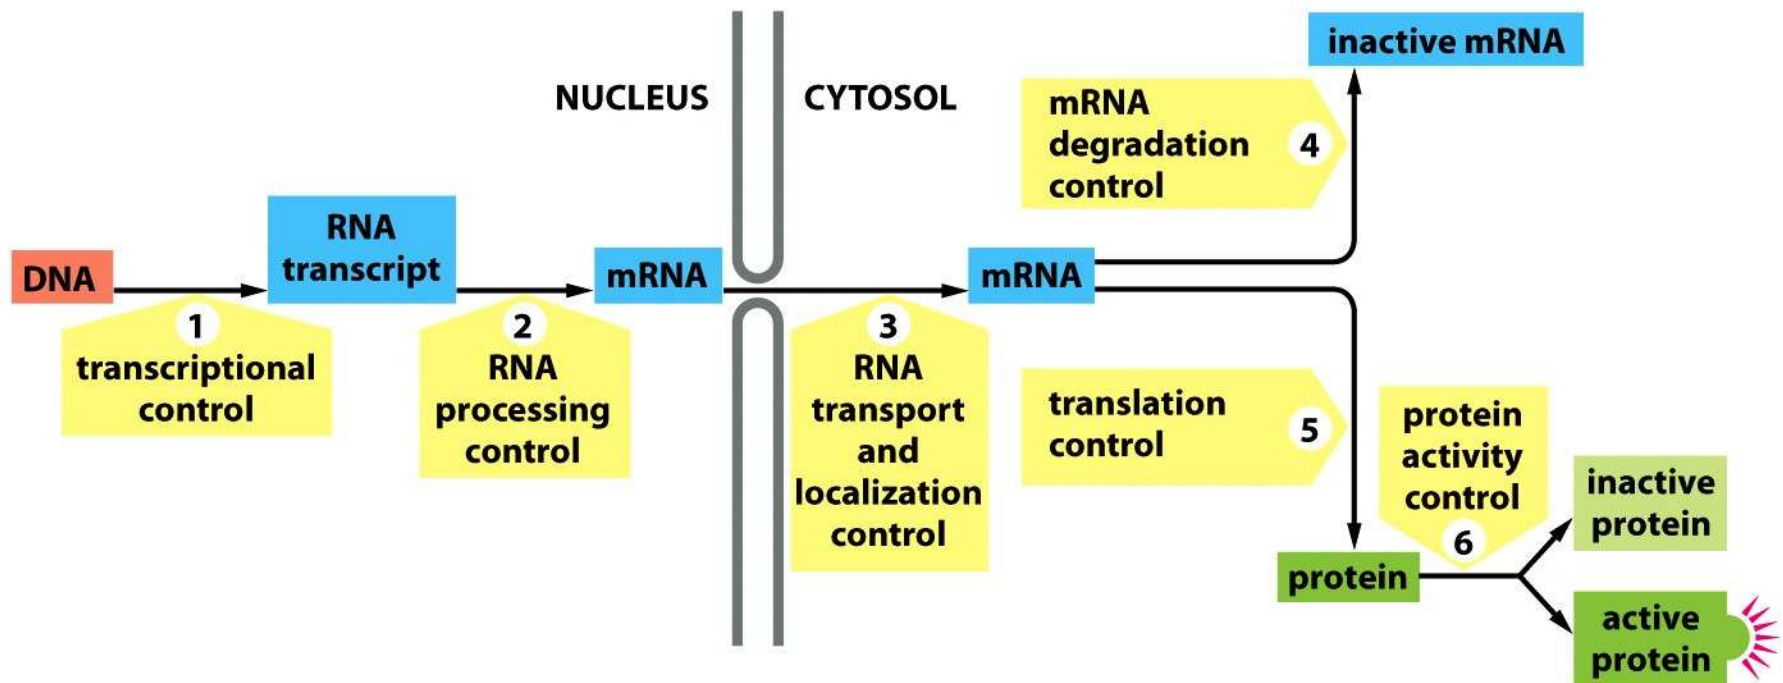 NUCLEUS
CYTOSOL
DNA
1
transcriptional
control
RNA
transcript
2
RNA
processing
control
mRNA
3
RNA
transport
and
localization
control
mRNA
mRNA
degradation
control
4
inactive mRNA
translation
control
5
protein
protein
activity
control
6
inactive
protein
active
protein